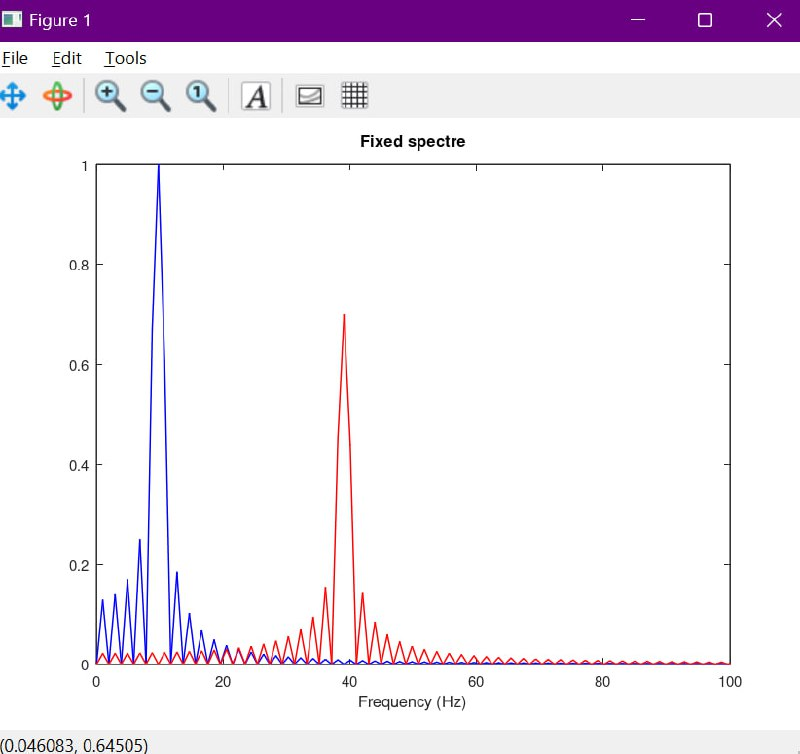 Figure 1
File Edit Tools
1
A
Fixed spectre
1
0.8
0.6
0.4
0.2
0
0 20 40 60 80 100
Frequency (Hz)
(0.046083, 0.64505)